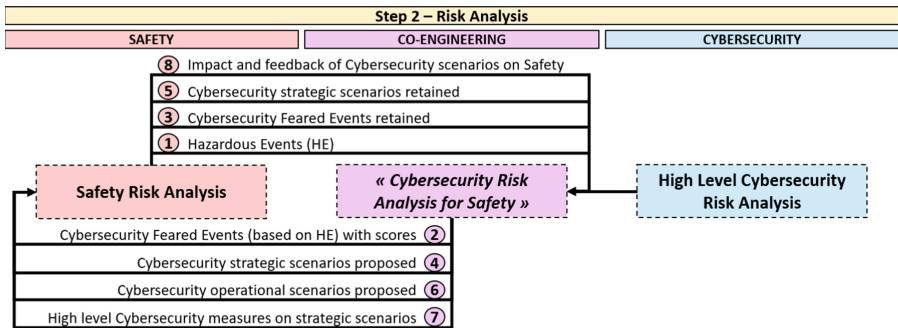 Step 2 – Risk Analysis
SAFETY
CO-ENGINEERING
CYBERSECURITY
8 Impact and feedback of Cybersecurity scenarios on Safety
5 Cybersecurity strategic scenarios retained
3 Cybersecurity Feared Events retained
1 Hazardous Events (HE)
Safety Risk Analysis
« Cybersecurity Risk
Analysis for Safety »
High Level Cybersecurity
Risk Analysis
Cybersecurity Feared Events (based on HE) with scores 2
Cybersecurity strategic scenarios proposed 4
Cybersecurity operational scenarios proposed 6
High level Cybersecurity measures on strategic scenarios 7